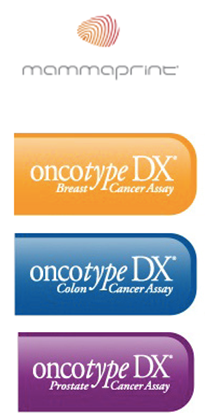 mammaprint®
oncotype DX®
Breast Cancer Assay
oncotype DX®
Colon Cancer Assay
oncotype DX®
Prostate Cancer Assay